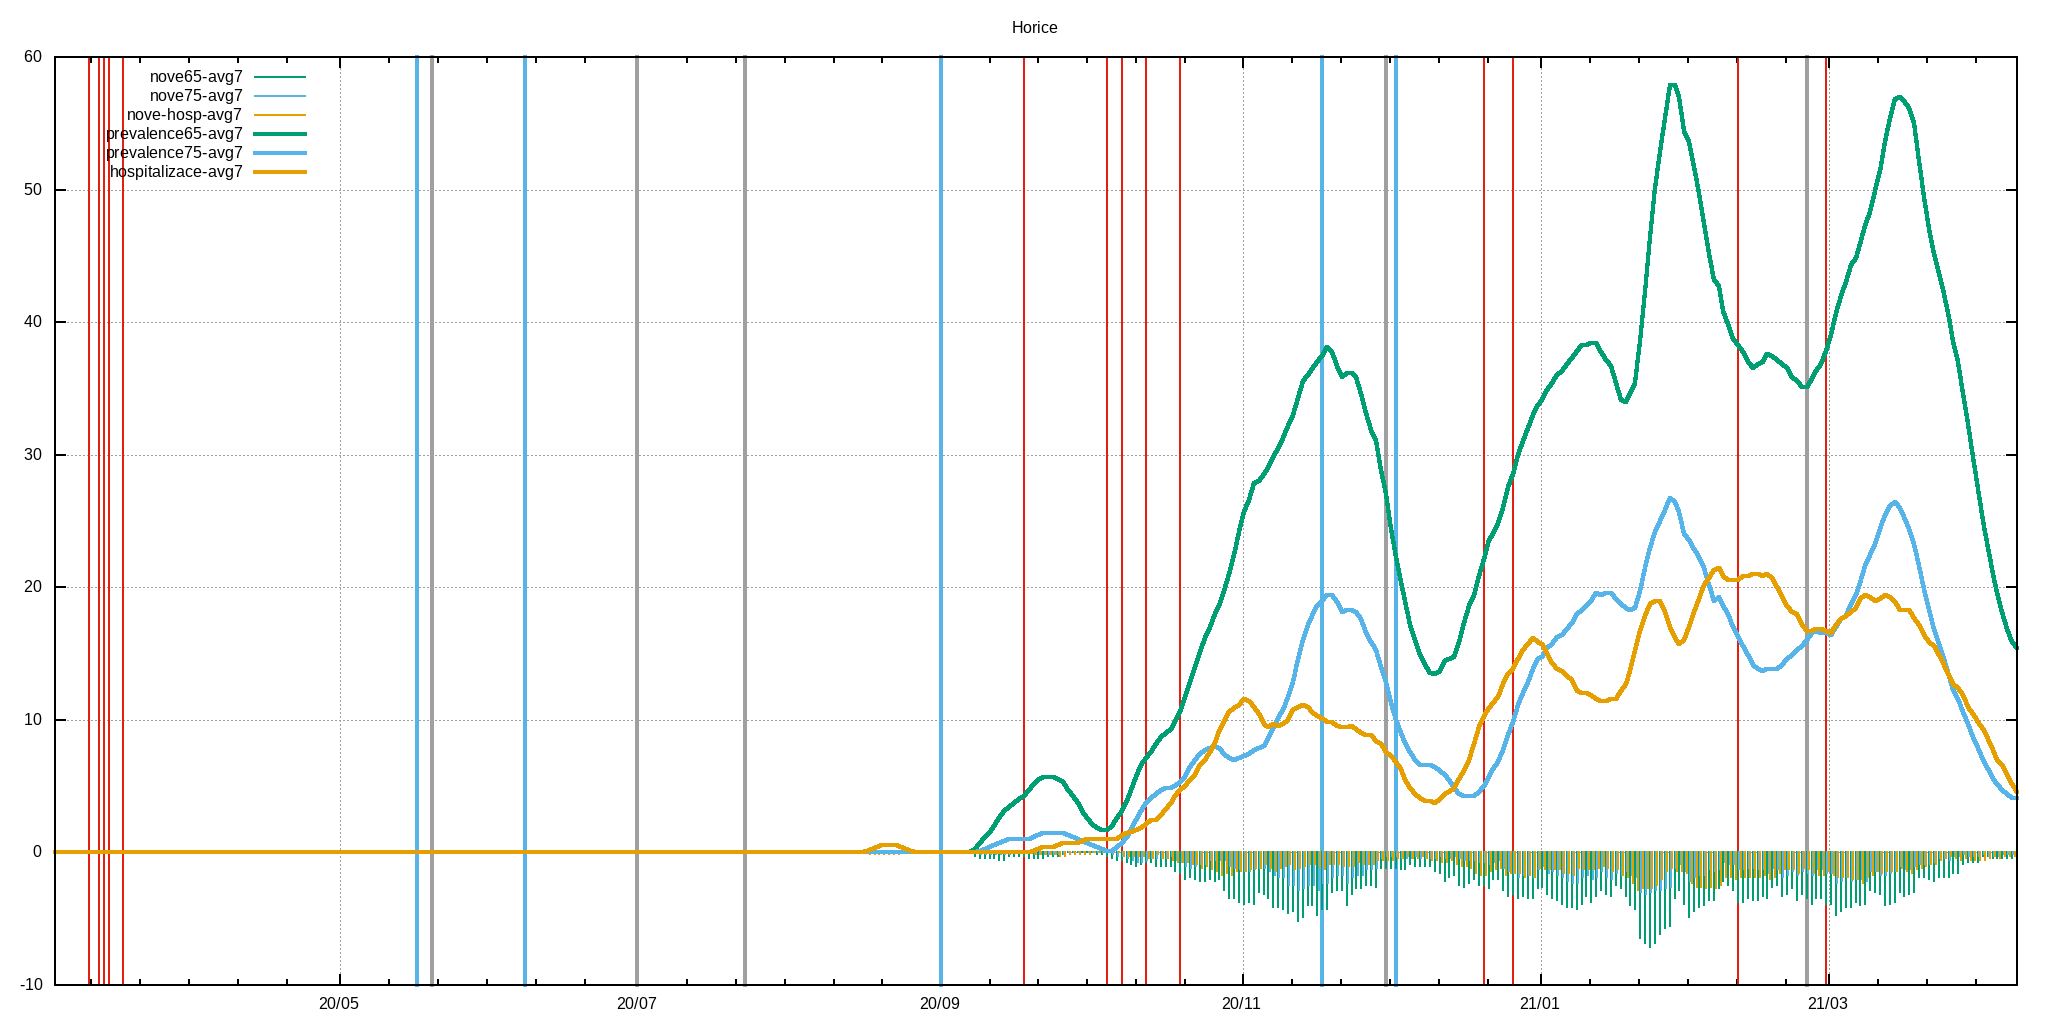 Horice
60
nove65-avg7
nove75-avg7
nove-hosp-avg7
prevalence65-avg7
prevalence75-avg7
hospitalizace-avg7
50
40
30
20
10
0
-10
20/05
20/07
20/09
20/11
21/01
21/03